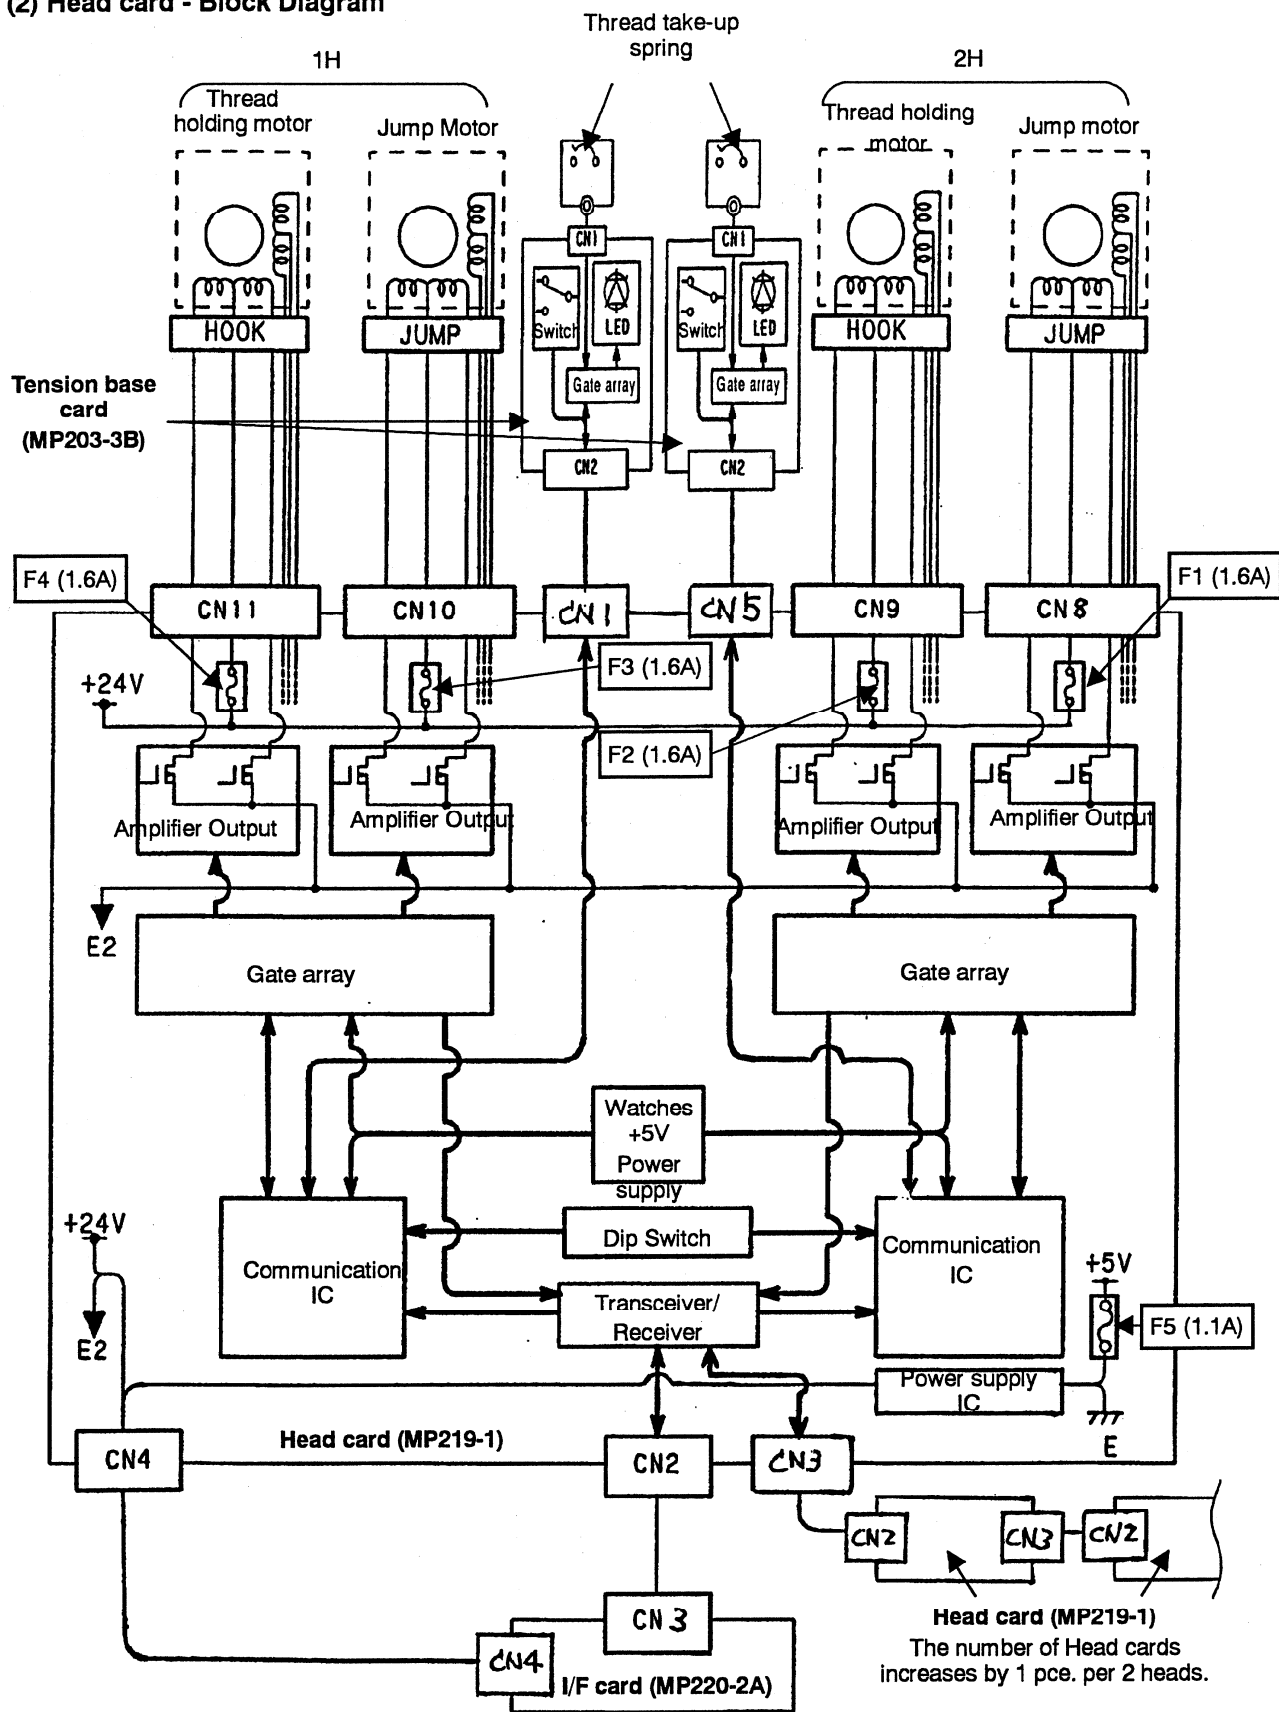 (2) Head card - Block Diagram
Thread take-up
spring
1H
2H
Thread
holding motor
Jump Motor
Thread holding
motor
Jump motor
CN1
CN1
Switch
LED
Switch
LED
HOOK
JUMP
HOOK
JUMP
Gate array
Gate array
Tension base
card
(MP203-3B)
CN2
CN2
F4 (1.6A)
F1 (1.6A)
CN11
CN10
CN1
CN5
CN9
CN8
F3 (1.6A)
+24V
F2 (1.6A)
Amplifier Output
Amplifier Output
Amplifier Output
Amplifier Output
E2
Gate array
Gate array
Watches
+5V
Power
supply
+24V
Dip Switch
Communication
IC
Communication
IC
+5V
Transceiver/
Receiver
F5 (1.1A)
E2
Power supply
IC
E
Head card (MP219-1)
CN4
CN2
CN3
CN2
CN3
CN2
Head card (MP219-1)
The number of Head cards
increases by 1 pce. per 2 heads.
CN3
CN4
I/F card (MP220-2A)